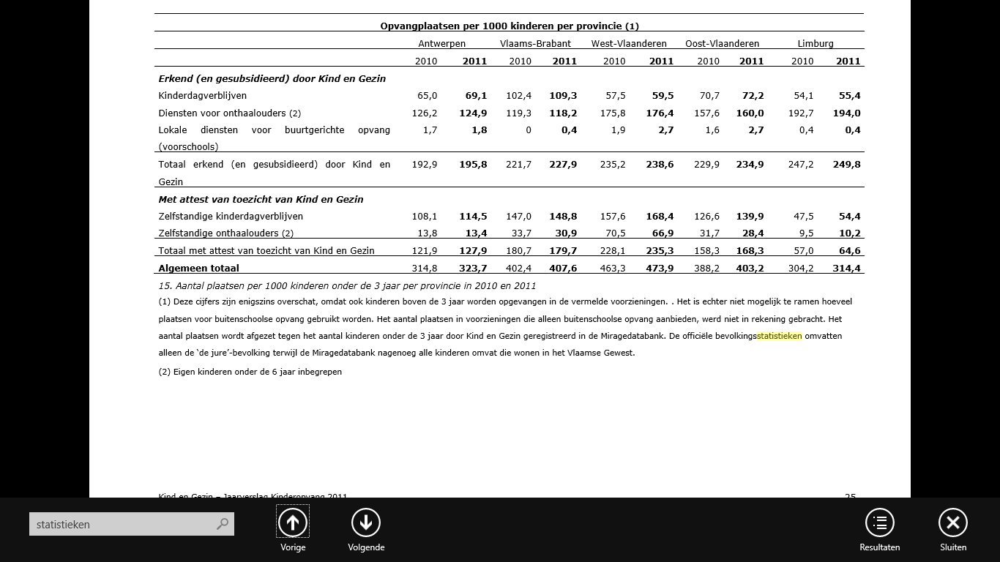 Opvangplaatsen per 1000 kinderen per provincie (1)
Antwerpen Vlaams-Brabant West-Vlaanderen Oost-Vlaanderen Limburg
2010 2011 2010 2011 2010 2011 2010 2011 2010 2011
Erkend (en gesubsidieerd) door Kind en Gezin
Kinderdagverblijven 65,0 69,1 102,4 109,3 57,5 59,5 70,7 72,2 54,1 55,4
Diensten voor onthaalouders (2) 126,2 124,9 119,3 118,2 175,8 176,4 157,6 160,0 192,7 194,0
Lokale diensten voor buurtgerichte opvang 1,7 1,8 0 0,4 1,9 2,7 1,6 2,7 0,4 0,4
(voorschools)
Totaal erkend (en gesubsidieerd) door Kind en 192,9 195,8 221,7 227,9 235,2 238,6 229,9 234,9 247,2 249,8
Gezin
Met attest van toezicht van Kind en Gezin
Zelfstandige kinderdagverblijven 108,1 114,5 147,0 148,8 157,6 168,4 126,6 139,9 47,5 54,4
Zelfstandige onthaalouders (2) 13,8 13,4 33,7 30,9 70,5 66,9 31,7 28,4 9,5 10,2
Totaal met attest van toezicht van Kind en Gezin 121,9 127,9 180,7 179,7 228,1 235,3 158,3 168,3 57,0 64,6
Algemeen totaal 314,8 323,7 402,4 407,6 463,3 473,9 388,2 403,2 304,2 314,4
15. Aantal plaatsen per 1000 kinderen onder de 3 jaar per provincie in 2010 en 2011
(1) Deze cijfers zijn enigszins overschat, omdat ook kinderen boven de 3 jaar worden opgevangen in de vermelde voorzieningen. . Het is echter niet mogelijk te ramen hoeveel
plaatsen voor buitenschoolse opvang gebruikt worden. Het aantal plaatsen in voorzieningen die alleen buitenschoolse opvang aanbieden, werd niet in rekening gebracht. Het
aantal plaatsen wordt afgezet tegen het aantal kinderen onder de 3 jaar door Kind en Gezin geregistreerd in de Miragedatabank. De officiële bevolkingsstatistieken omvatten
alleen de ‘de jure’-bevolking terwijl de Miragedatabank nagenoeg alle kinderen omvat die wonen in het Vlaamse Gewest.
(2) Eigen kinderen onder de 6 jaar inbegrepen
Kind en Gezin – Jaarverslag Kinderopvang 2011 25
statistieken
Vorige Volgende Resultaten Sluiten